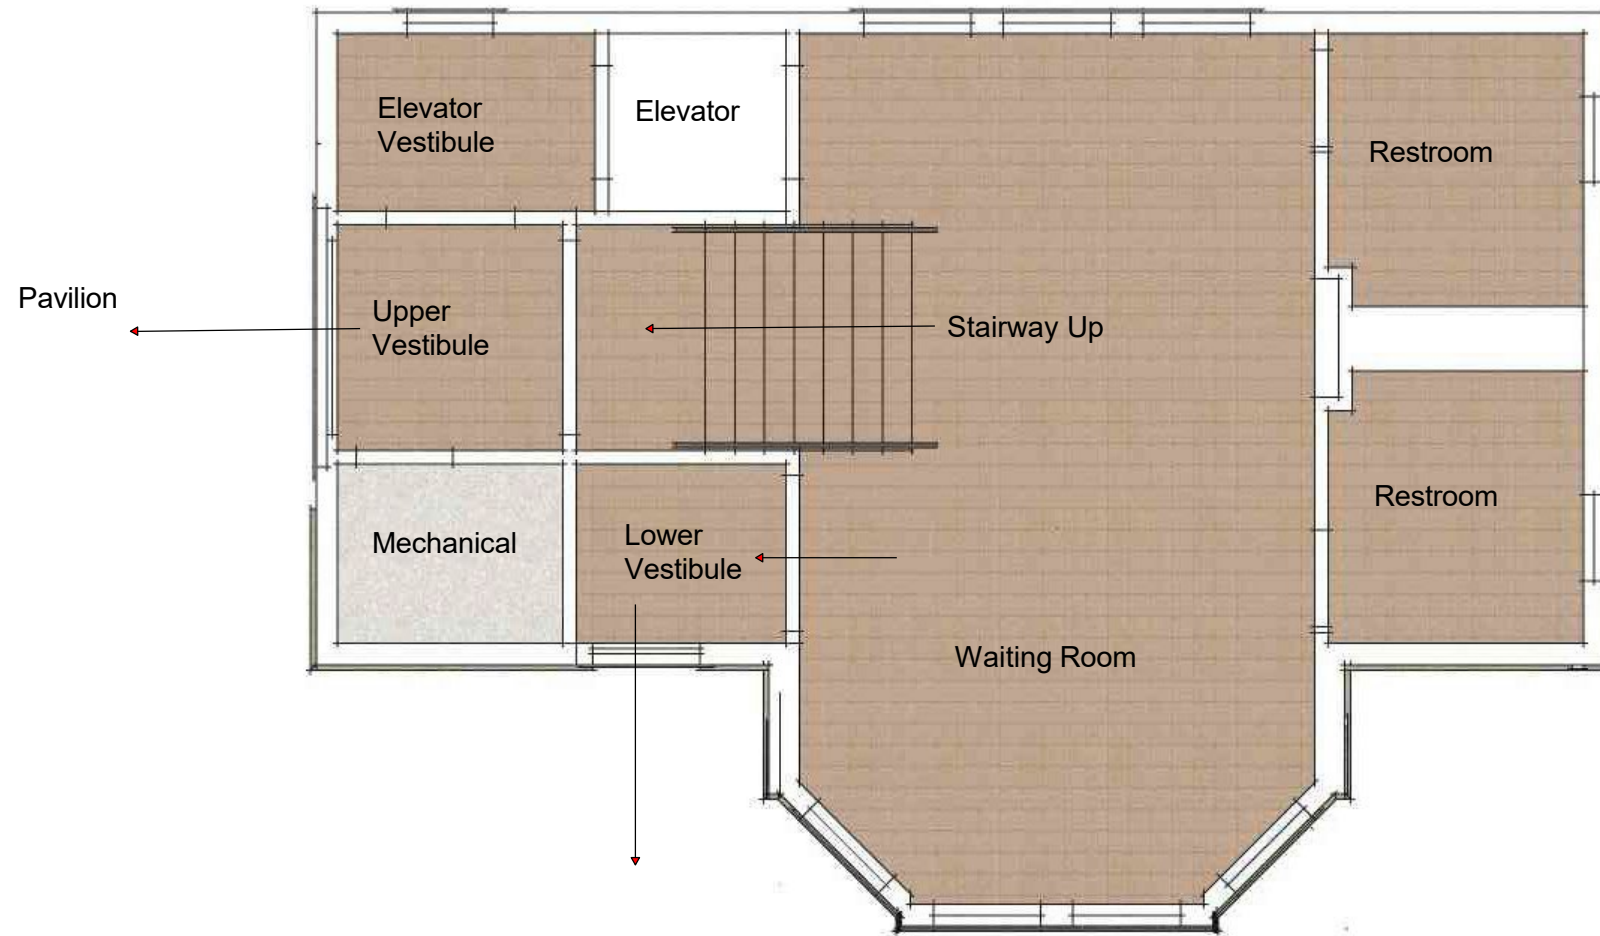 Elevator
Vestibule
Elevator
Restroom
Pavilion
Upper
Vestibule
Stairway Up
Restroom
Mechanical
Lower
Vestibule
Waiting Room